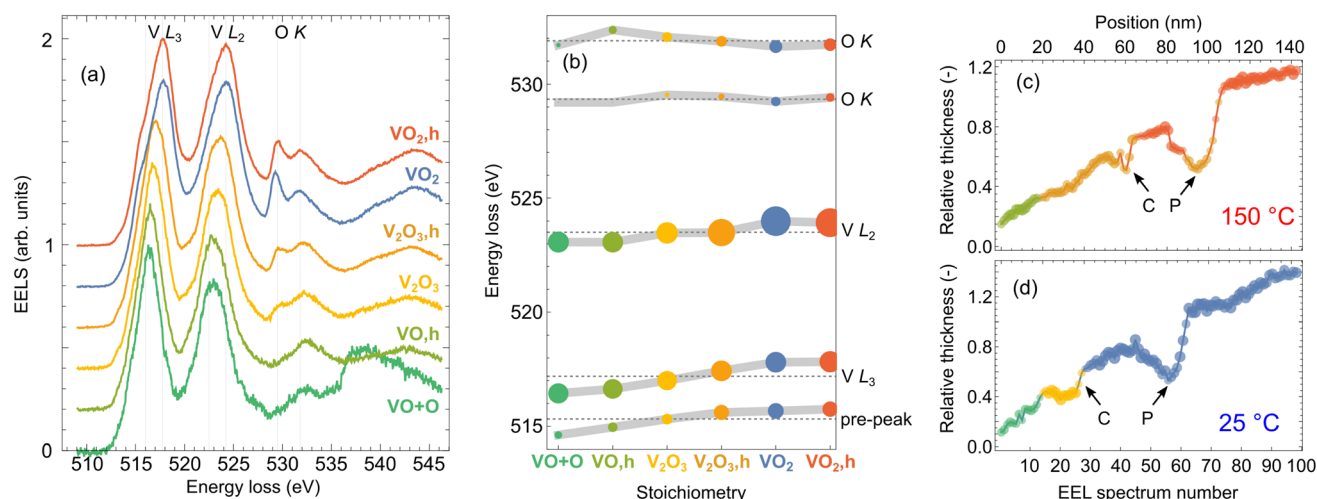 V L3 V L2 O K
(a)
2
1
0
EELS (arb. units)
VO2,h
VO2
V2O3,h
V2O3
VO,h
VO+O
510 515 520 525 530 535 540 545
Energy loss (eV)
(b)
530
525
520
515
Energy loss (eV)
O K
O K
V L2
V L3
pre-peak
VO+O VO,h V2O3 V2O3,h VO2 VO2,h
Stoichiometry
Position (nm)
0 20 40 60 80 100 120 140
(c)
1.2
0.8
0.4
0.0
Relative thickness (-)
C P
150 °C
(d)
1.2
0.8
0.4
0.0
Relative thickness (-)
C P
25 °C
0 10 20 30 40 50 60 70 80 90 100
EEL spectrum number